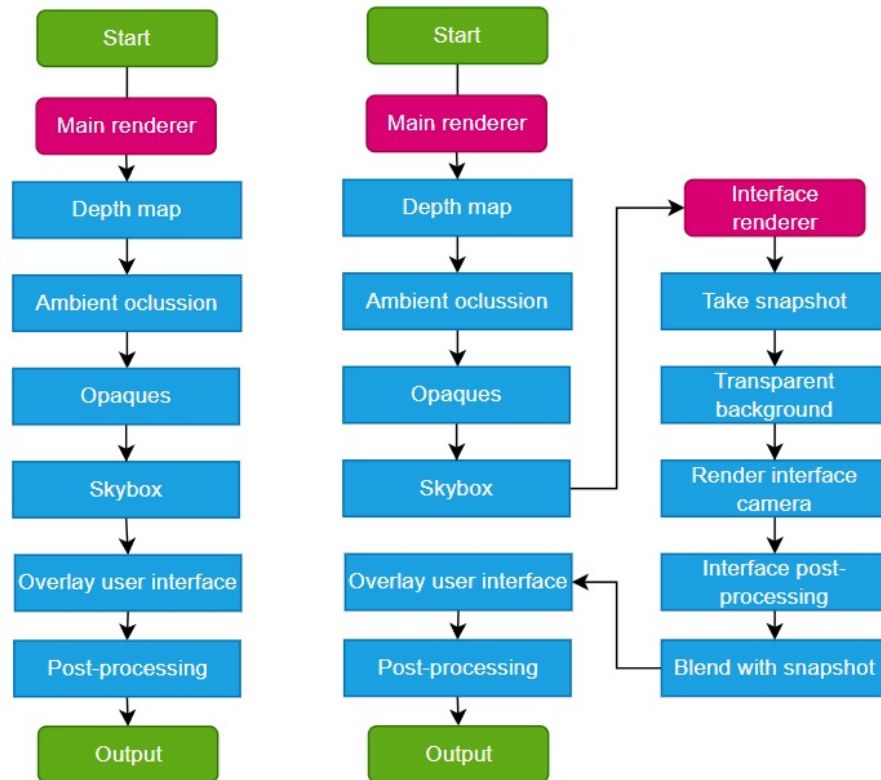 Start
Main renderer
Depth map
Ambient oclussion
Opaques
Skybox
Overlay user interface
Post-processing
Output
Start
Main renderer
Depth map
Ambient oclussion
Opaques
Skybox
Interface
renderer
Take snapshot
Transparent
background
Render interface
camera
Interface post-
processing
Blend with snapshot
Overlay user interface
Post-processing
Output